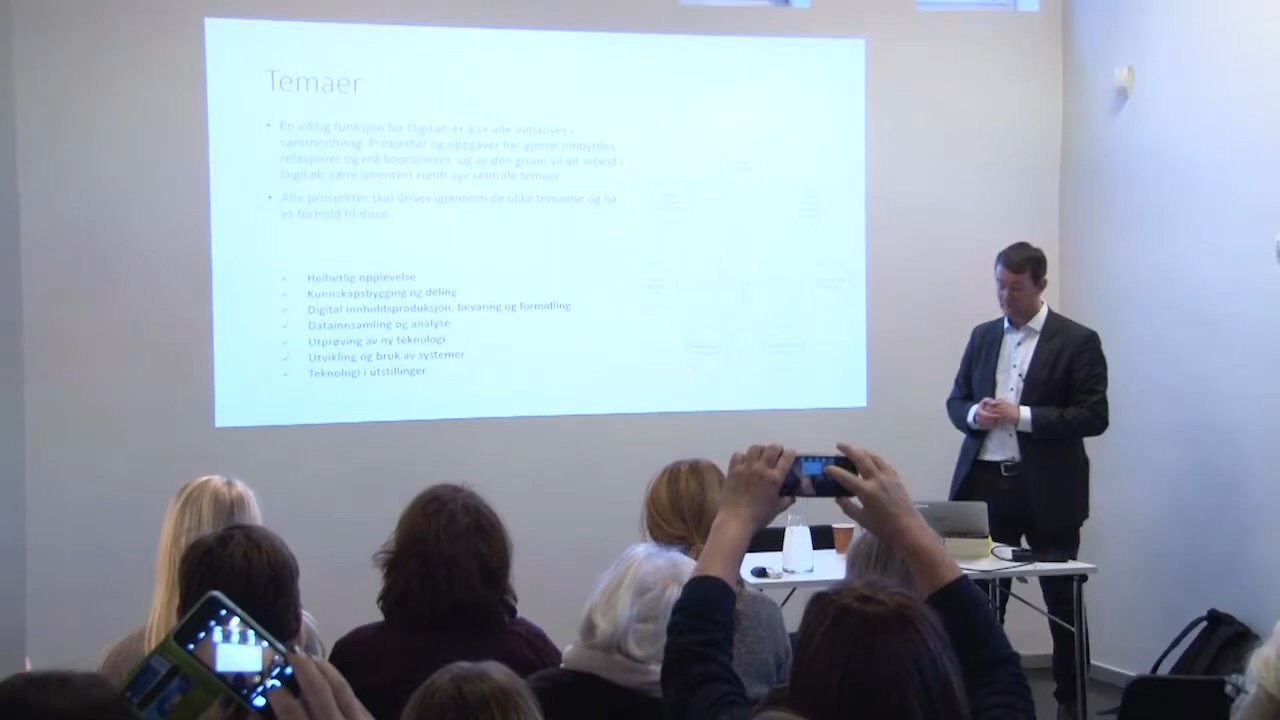 Temaer
En viktig funksjon for DigiLab er å se alle initiativer i
sammenheng. Prosjekter og oppgaver har gjerne innbyrdes
relasjoner og må koordineres, og av den grunn vil alt arbeid i
DigiLab være orientert rundt syv sentrale temaer
Alle prosjekter skal drives igjennom de ulike temaene og ha
et forhold til disse
Helhetlig opplevelse
Kunnskapsbygging og deling
Digital innholdsproduksjon, bevaring og formidling
Datainnsamling og analyse
Utprøving av ny teknologi
Utvikling og bruk av systemer
Teknologi i utstillinger